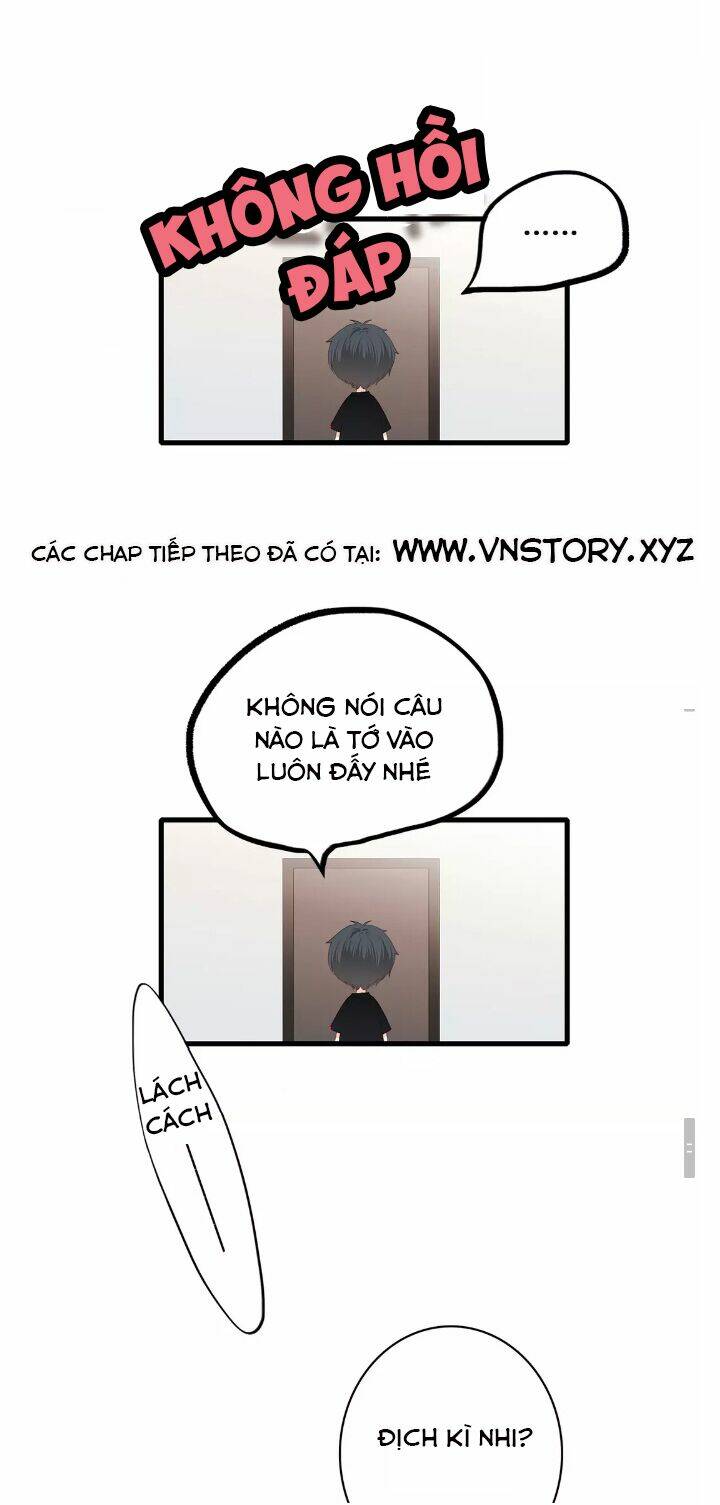 KHÔNG HỒI
ĐÁP
......
CÁC CHAP TIẾP THEO ĐÃ CÓ TẠI: WWW.VNSTORY.XYZ
KHÔNG NÓI CÂU
NÀO LÀ TỚ VÀO
LUÔN ĐẤY NHÉ
LÁCH
CÁCH
ĐỊCH KÌ NHI?